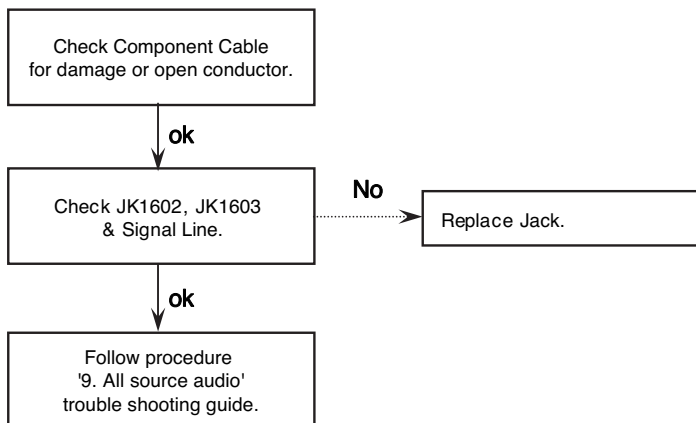 Check Component Cable
for damage or open conductor.
ok
Check JK1602, JK1603
& Signal Line.
No
Replace Jack.
ok
Follow procedure
'9. All source audio'
trouble shooting guide.